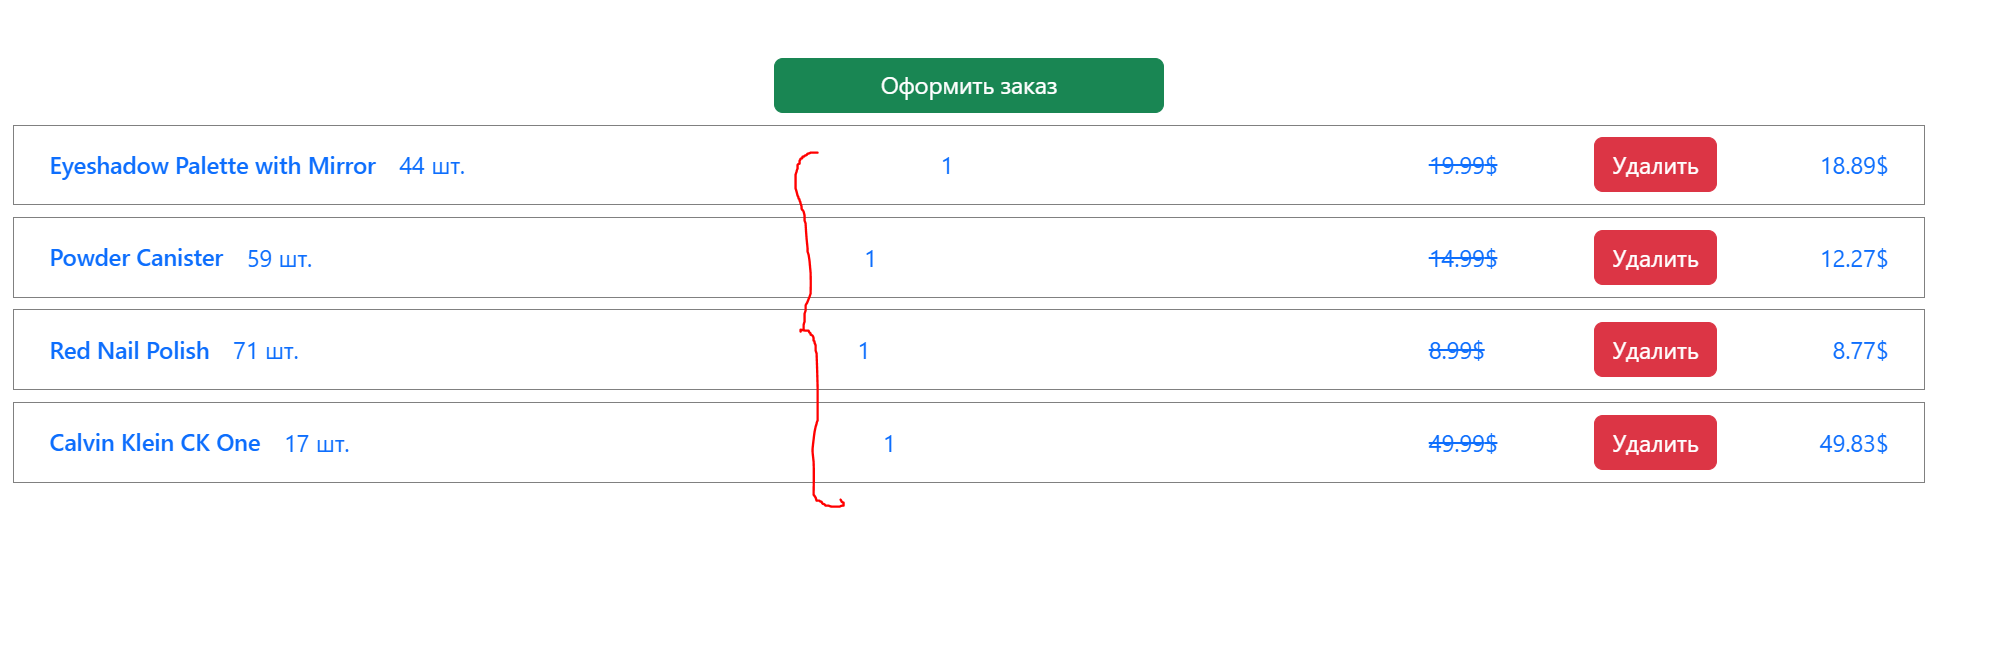 Оформить заказ
Eyeshadow Palette with Mirror 44 шт. 1 19.99$ Удалить 18.89$
Powder Canister 59 шт. 1 14.99$ Удалить 12.27$
Red Nail Polish 71 шт. 1 8.99$ Удалить 8.77$
Calvin Klein CK One 17 шт. 1 49.99$ Удалить 49.83$